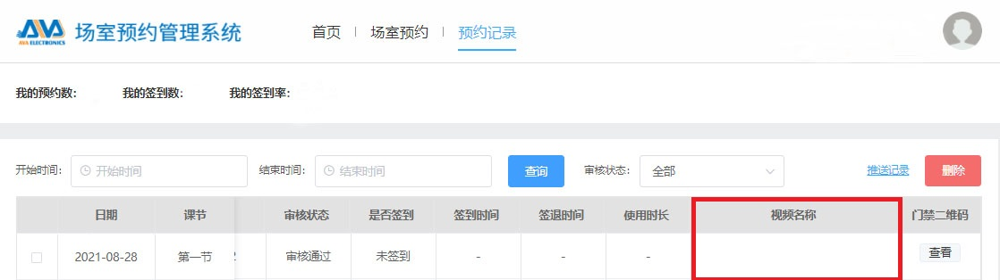 AVA
AVA ELECTRONICS
场室预约管理系统
首页
场室预约
预约记录
我的预约数:
我的签到数:
我的签到率:
开始时间: 开始时间
结束时间: 结束时间
查询
审核状态: 全部
推送记录
删除
日期 课节 审核状态 是否签到 签到时间 签退时间 使用时长 视频名称 门禁二维码
2021-08-28 第一节 审核通过 未签到 - - - 查看